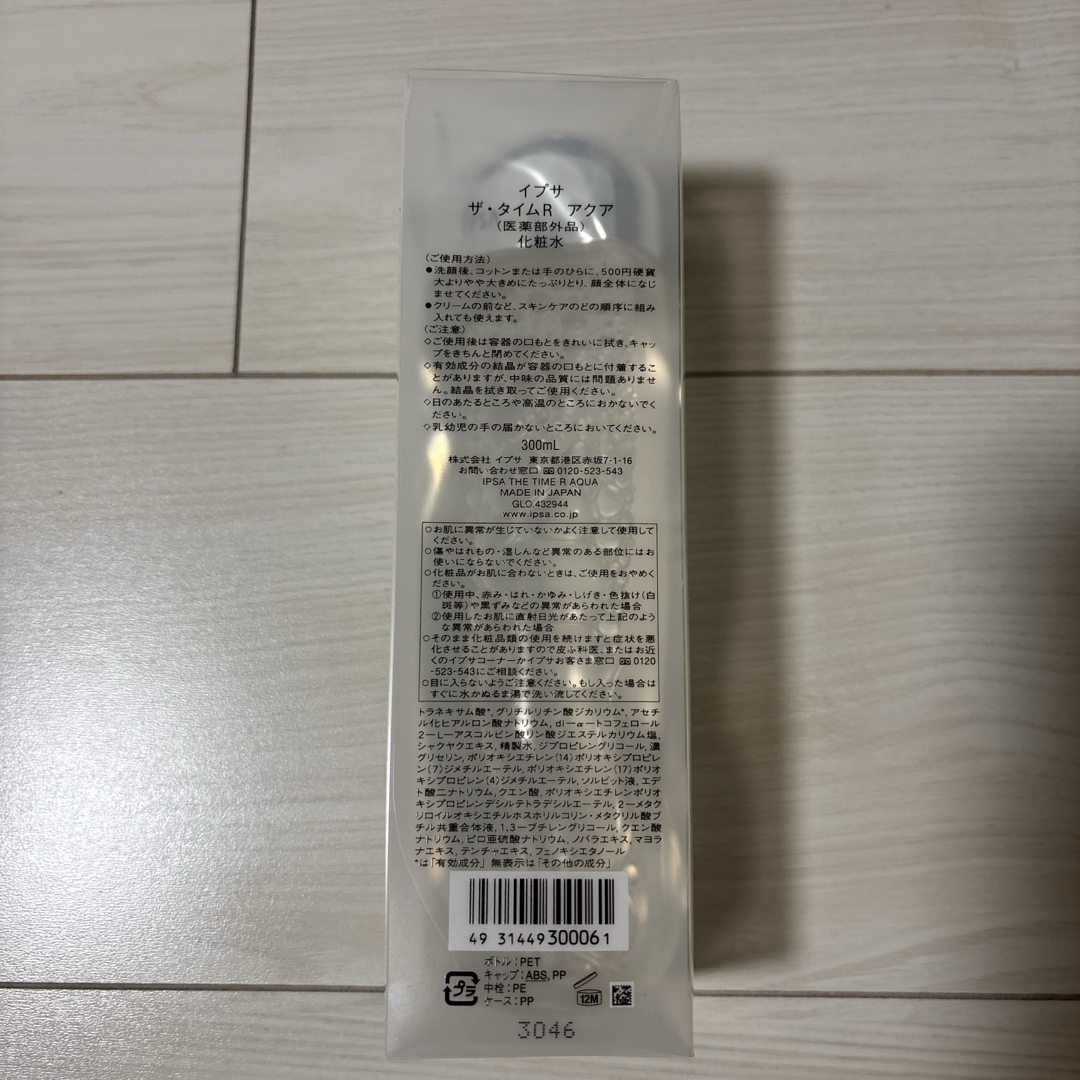 イプサ
ザ・タイムR アクア
(医薬部外品)
化粧水
(ご使用方法)
●洗顔後、コットンまたは手のひらに、500円硬貨
大よりやや大きめにたっぷりとり、顔全体になじ
ませてください。
●クリームの前など、スキンケアのどの順序に組み
入れても使えます。
(ご注意)
◇ご使用後は容器の口もとをきれいに拭き、キャッ
プをきちんと閉めてください。
◇有効成分の結晶が容器の口もとに付着するこ
とがありますが、中味の品質には問題ありませ
ん。結晶を拭き取ってご使用ください。
◇日のあたるところや高温のところにおかないでく
ださい。
◇乳幼児の手の届かないところにおいてください。
300mL
株式会社 イプサ 東京都港区赤坂7-1-16
お問い合わせ窓口 0120-523-543
IPSA THE TIME R AQUA
MADE IN JAPAN
GLO.432944
www.ipsa.co.jp
○お肌に異常が生じていないかよく注意して使用して
ください。
○傷やはれもの・湿しんなど異常のある部位にはお
使いにならないでください。
○化粧品がお肌に合わないときは、ご使用をおやめく
ださい。
①使用中、赤み・はれ・かゆみ・しげき・色抜け(白
斑等)や黒ずみなどの異常があらわれた場合
②使用したお肌に直射日光があたって上記のよう
な異常があらわれた場合
○そのまま化粧品類の使用を続けますと症状を悪
化させることがありますので皮ふ科医、またはお近
くのイプサコーナーかイプサお客さま窓口 0120
-523-543にご相談ください。
○目に入らないようご注意ください。もし入った場合は
すぐに水かぬるま湯で洗い流してください。
トラネキサム酸*, グリチルリチン酸ジカリウム*, アセチ
ル化ヒアルロン酸ナトリウム, dl-α-トコフェロール
2-L-アスコルビン酸リン酸ジエステルカリウム塩,
シャクヤクエキス, 精製水, ジプロピレングリコール, 濃
グリセリン, ポリオキシエチレン(14)ポリオキシプロピレ
ン(7)ジメチルエーテル, ポリオキシエチレン(17)ポリオ
キシプロピレン(4)ジメチルエーテル, ソルビット液, エデ
ト酸二ナトリウム, クエン酸, ポリオキシエチレンポリオ
キシプロピレンデシルテトラデシルエーテル, 2-メタク
リロイルオキシエチルホスホリルコリン・メタクリル酸ブ
チル共重合体液, 1,3-ブチレングリコール, クエン酸
ナトリウム, ピロ亜硫酸ナトリウム, ノバラエキス, マヨラ
ナエキス, テンチャエキス, フェノキシエタノール
*は「有効成分」 無表示は「その他の成分」
4931449300061
ボトル:PET
キャップ:ABS, PP
中栓:PE
ケース:PP
プラ
12M
3046